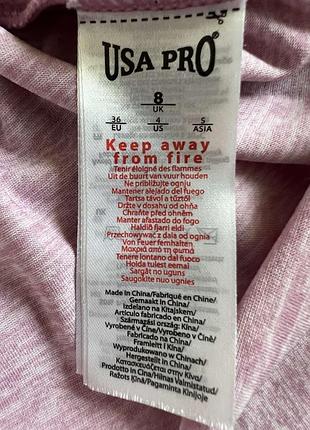 USA PRO®
8
UK
36
EU
4
US
S
ASIA
Keep away
from fire
Tenir éloigné des flammes
Uit de buurt van vuur houden
Ne približujte ognju
Mantener alejado del fuego
Tartsa távol a tűztől
Držte v dosahu od ohňa
Chraňte před ohněm
Manter afastado do fogo
Haldið fjarri eldi
Przechowywać z dala od ognia
Von Feuer fernhalten
Μακριά από τη φωτιά
Tenere lontano dal fuoco
Hoida tulest eemal
Sargāt no uguns
Saugokite nuo ugnies
Made in China/Fabriqué en Chine/
Gemaakt in China/
Izdelano na Kitajskem/
Articulo fabricado en China/
Származási ország: Kína/
Vyrobené v Číne/Vyrobeno v Číně/
Fabricado na China/
Framleitt í Kína/
Wyprodukowano w Chinach/
Hergestellt in China/
Κατασκευάζεται στην Κίνα/
Prodotto in Cina/Hiinas Valmistatud/
Ražots Ķīnā/Pagaminta Kinijoje